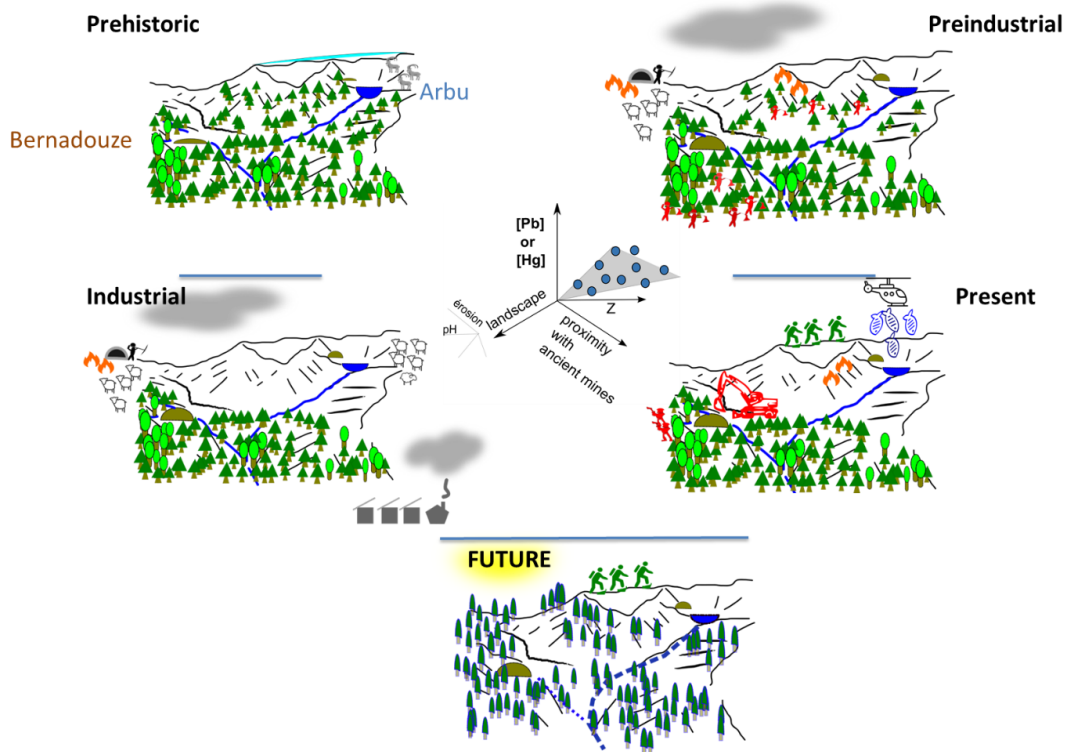 Prehistoric
Preindustrial
Arbu
Bernadouze
[Pb]
or
[Hg]
Z
Industrial
érosion
pH
landscape
proximity
with
ancient mines
Present
FUTURE